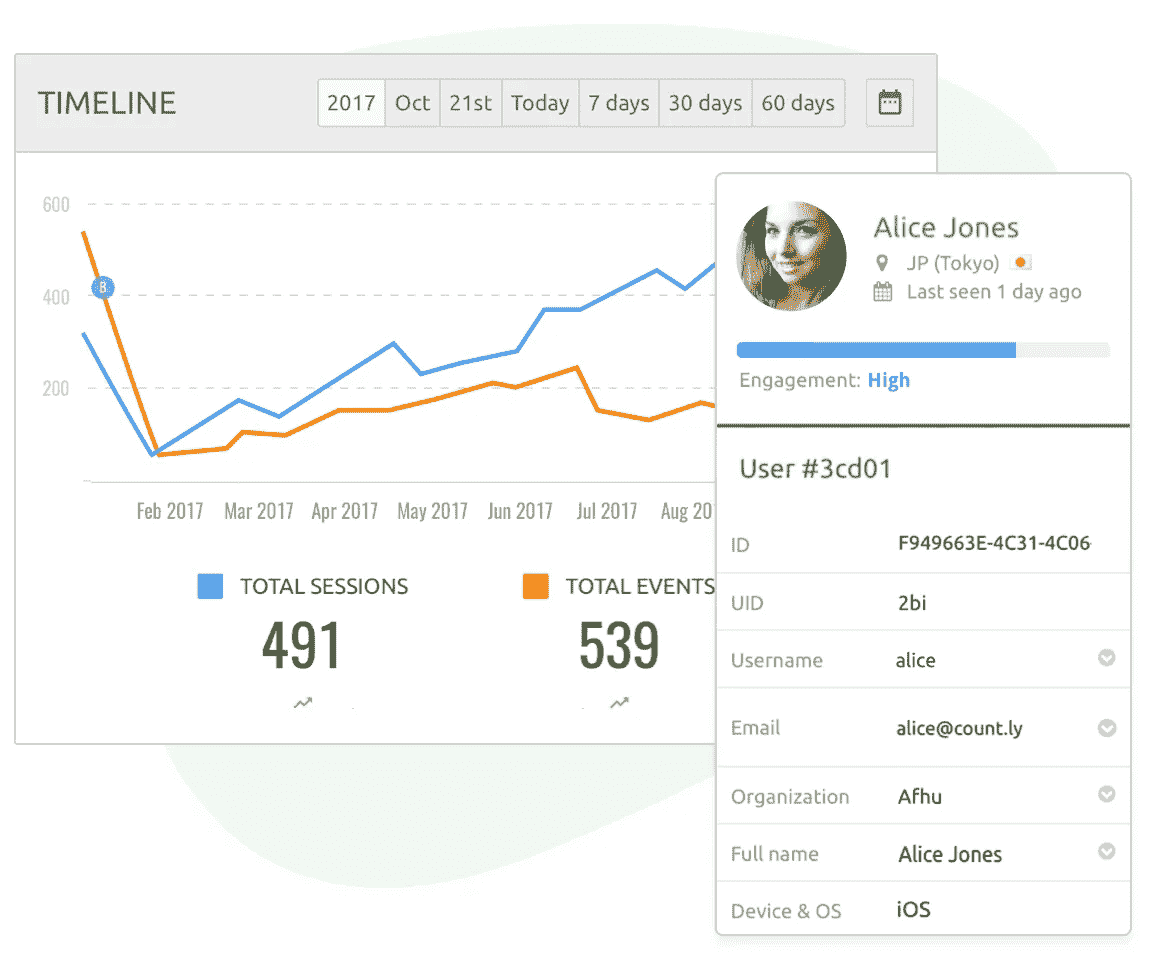 TIMELINE
2017 Oct 21st Today 7 days 30 days 60 days
600
400
200
B
Feb 2017 Mar 2017 Apr 2017 May 2017 Jun 2017 Jul 2017 Aug 201
TOTAL SESSIONS
491
TOTAL EVENTS
539
Alice Jones
JP (Tokyo)
Last seen 1 day ago
Engagement: High
User #3cd01
ID F949663E-4C31-4C06
UID 2bi
Username alice
Email alice@count.ly
Organization Afhu
Full name Alice Jones
Device & OS iOS